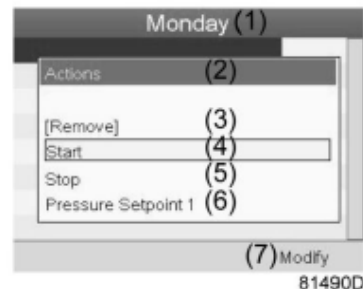 Monday (1)
Actions (2)
[Remove] (3)
Start (4)
Stop (5)
Pressure Setpoint 1 (6)
(7) Modify
81490D